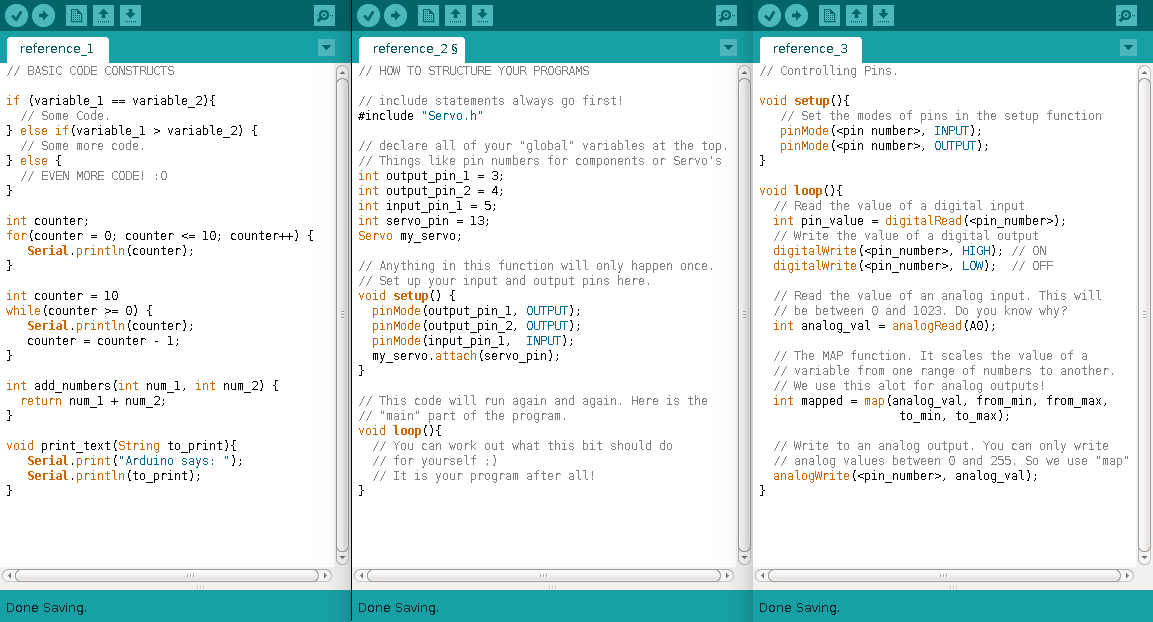 reference_1
// BASIC CODE CONSTRUCTS
if (variable_1 == variable_2){
// Some Code.
} else if(variable_1 > variable_2) {
// Some more code.
} else {
// EVEN MORE CODE! :O
}
int counter;
for(counter = 0; counter <= 10; counter++) {
Serial.println(counter);
}
int counter = 10
while(counter >= 0) {
Serial.println(counter);
counter = counter - 1;
}
int add_numbers(int num_1, int num_2) {
return num_1 + num_2;
}
void print_text(String to_print){
Serial.print("Arduino says: ");
Serial.println(to_print);
}
Done Saving.
reference_2 §
// HOW TO STRUCTURE YOUR PROGRAMS
// include statements always go first!
#include "Servo.h"
// declare all of your "global" variables at the top.
// Things like pin numbers for components or Servo's
int output_pin_1 = 3;
int output_pin_2 = 4;
int input_pin_1 = 5;
int servo_pin = 13;
Servo my_servo;
// Anything in this function will only happen once.
// Set up your input and output pins here.
void setup() {
pinMode(output_pin_1, OUTPUT);
pinMode(output_pin_2, OUTPUT);
pinMode(input_pin_1,  INPUT);
my_servo.attach(servo_pin);
}
// This code will run again and again. Here is the
// "main" part of the program.
void loop(){
// You can work out what this bit should do
// for yourself ;)
// It is your program after all!
}
Done Saving.
reference_3
// Controlling Pins.
void setup(){
// Set the modes of pins in the setup function
pinMode(<pin number>, INPUT);
pinMode(<pin number>, OUTPUT);
}
void loop(){
// Read the value of a digital input
int pin_value = digitalRead(<pin_number>);
// Write the value of a digital output
digitalWrite(<pin_number>, HIGH); // ON
digitalWrite(<pin_number>, LOW);  // OFF
// Read the value of an analog input. This will
// be between 0 and 1023. Do you know why?
int analog_val = analogRead(A0);
// The MAP function. It scales the value of a
// variable from one range of numbers to another.
// We use this alot for analog outputs!
int mapped = map(analog_val, from_min, from_max,
to_min, to_max);
// Write to an analog output. You can only write
// analog values between 0 and 255. So we use "map"
analogWrite(<pin_number>, analog_val);
}
Done Saving.